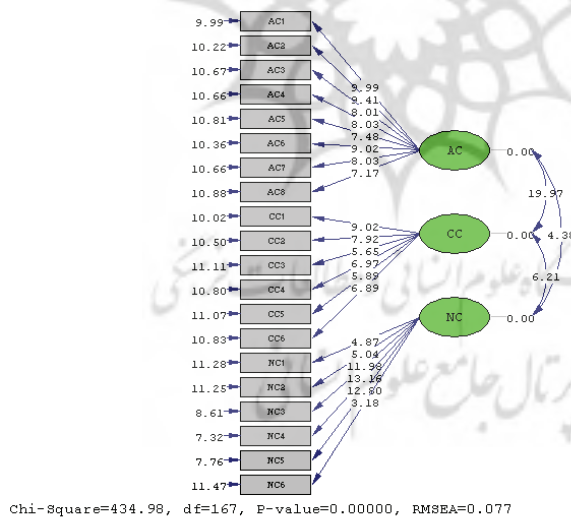 9.99 AC1
10.22 AC2
10.67 AC3
10.66 AC4
10.81 AC5
10.36 AC6
10.66 AC7
10.88 AC8
10.02 CC1
10.50 CC2
11.11 CC3
10.80 CC4
11.07 CC5
10.83 CC6
11.28 NC1
11.25 NC2
8.61 NC3
7.32 NC4
7.76 NC5
11.47 NC6
9.99
9.41
8.01
8.03
7.48
9.02
8.03
7.17
9.02
7.92
5.65
6.97
5.89
6.89
4.87
5.04
11.98
13.16
12.80
3.18
AC 0.00
CC 0.00
NC 0.00
19.97
4.38
6.21
پرتال جامع علوم انسانی
Chi-Square=434.98, df=167, P-value=0.00000, RMSEA=0.077